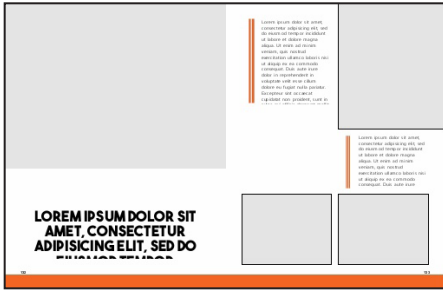 LOREM IPSUM DOLOR SIT
AMET, CONSECTETUR
ADIPISICING ELIT, SED DO
EIUSMOD TEMPOR
Lorem ipsum dolor sit amet,
consectetur adipisicing elit, sed
do eiusmod tempor incididunt
ut labore et dolore magna
aliqua. Ut enim ad minim
veniam, quis nostrud
exercitation ullamco laboris nisi
ut aliquip ex ea commodo
consequat. Duis aute irure
dolor in reprehenderit in
voluptate velit esse cillum
dolore eu fugiat nulla pariatur.
Excepteur sint occaecat
cupidatat non proident, sunt in
Lorem ipsum dolor sit amet,
consectetur adipisicing elit, sed
do eiusmod tempor incididunt
ut labore et dolore magna
aliqua. Ut enim ad minim
veniam, quis nostrud
exercitation ullamco laboris nisi
ut aliquip ex ea commodo
consequat. Duis aute irure